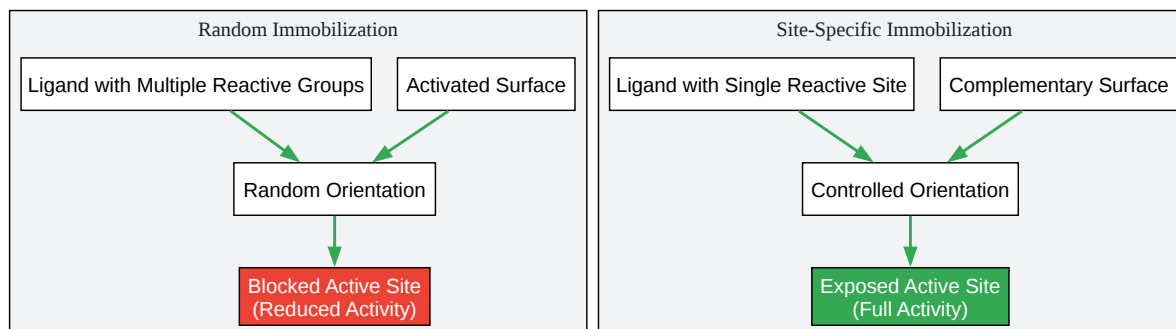 Random Immobilization
Ligand with Multiple Reactive Groups
Activated Surface
Random Orientation
Blocked Active Site
(Reduced Activity)
Site-Specific Immobilization
Ligand with Single Reactive Site
Complementary Surface
Controlled Orientation
Exposed Active Site
(Full Activity)